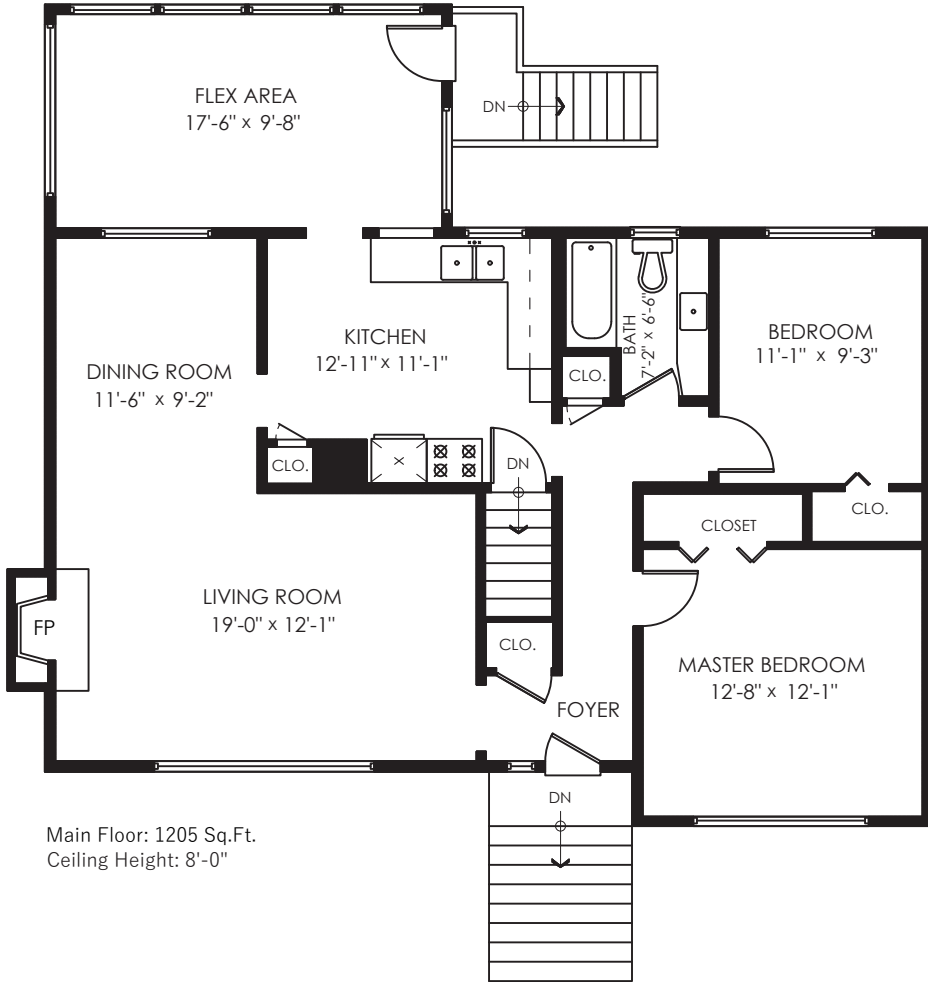 FLEX AREA
17'-6" x 9'-8"
DN
KITCHEN
12'-11" x 11'-1"
BATH
7'-2" x 6'-6"
BEDROOM
11'-1" x 9'-3"
DINING ROOM
11'-6" x 9'-2"
CLO.
CLO.
X
DN
CLO.
CLOSET
LIVING ROOM
19'-0" x 12'-1"
FP
CLO.
MASTER BEDROOM
12'-8" x 12'-1"
FOYER
DN
Main Floor: 1205 Sq.Ft.
Ceiling Height: 8'-0"